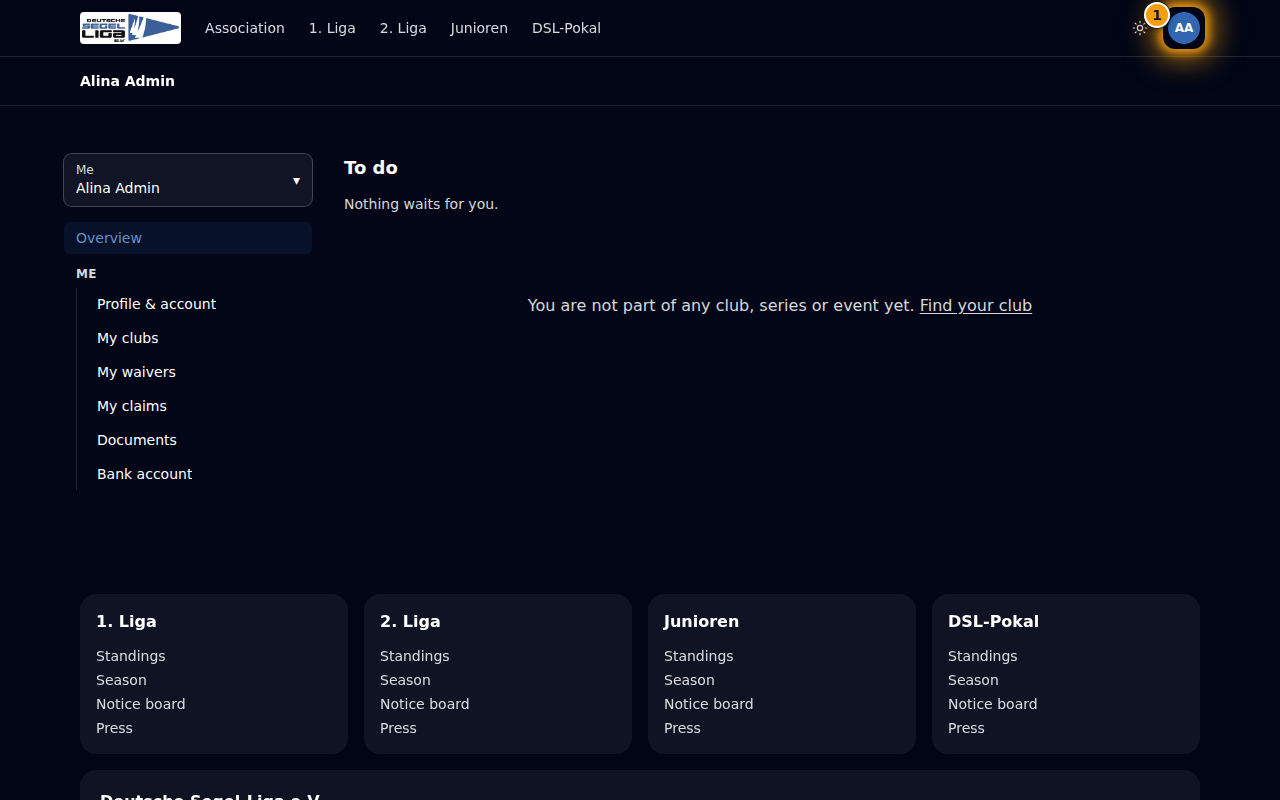 DEUTSCHE
SEGEL
LIGA
e.V
Association
1. Liga
2. Liga
Junioren
DSL-Pokal
1
AA
Alina Admin
Me
Alina Admin
Overview
ME
Profile & account
My clubs
My waivers
My claims
Documents
Bank account
To do
Nothing waits for you.
You are not part of any club, series or event yet. Find your club
1. Liga
Standings
Season
Notice board
Press
2. Liga
Standings
Season
Notice board
Press
Junioren
Standings
Season
Notice board
Press
DSL-Pokal
Standings
Season
Notice board
Press
Deutsche Segel-Liga e.V.